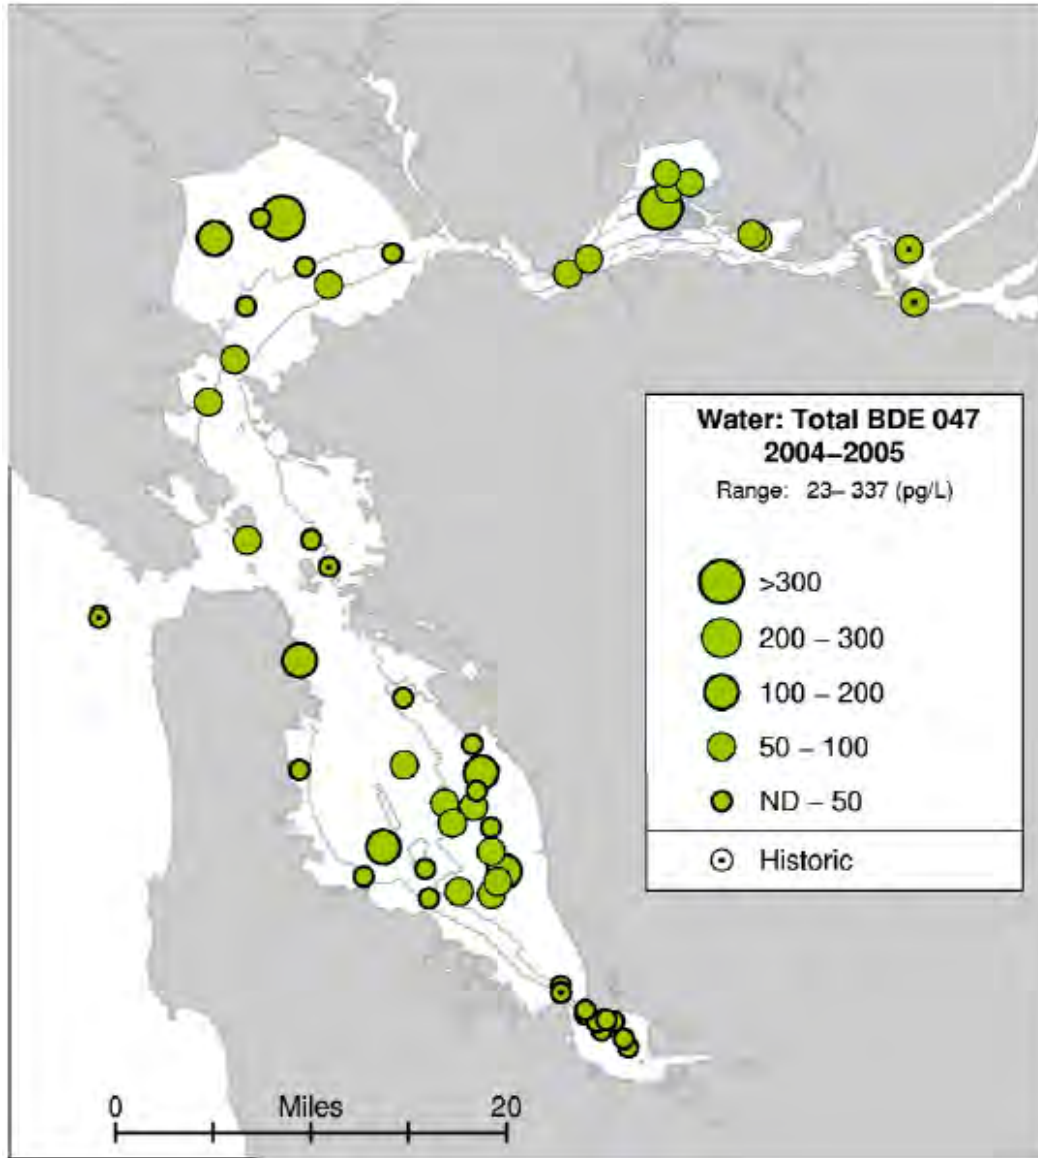 Water: Total BDE 047
2004–2005
Range: 23– 337 (pg/L)
>300
200 – 300
100 – 200
50 – 100
ND – 50
Historic
0 Miles 20